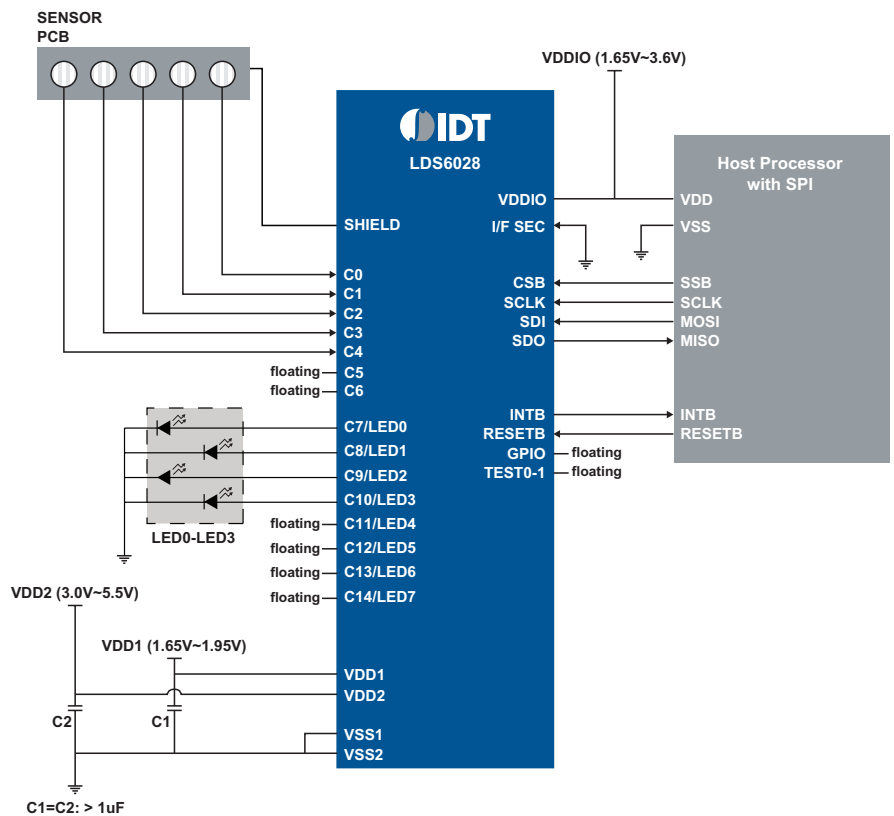 SENSOR
PCB
VDDIO (1.65V~3.6V)
IDT
LDS6028
Host Processor
with SPI
VDDIO
VDD
SHIELD
I/F SEC
VSS
C0
CSB
SSB
C1
SCLK
SCLK
C2
SDI
MOSI
C3
SDO
MISO
C4
floating
C5
floating
C6
INTB
INTB
C7/LED0
RESETB
RESETB
C8/LED1
GPIO
floating
C9/LED2
TEST0-1
floating
C10/LED3
LED0-LED3
floating
C11/LED4
floating
C12/LED5
floating
C13/LED6
floating
C14/LED7
VDD2 (3.0V~5.5V)
VDD1 (1.65V~1.95V)
VDD1
VDD2
C2
C1
VSS1
VSS2
C1=C2: > 1uF